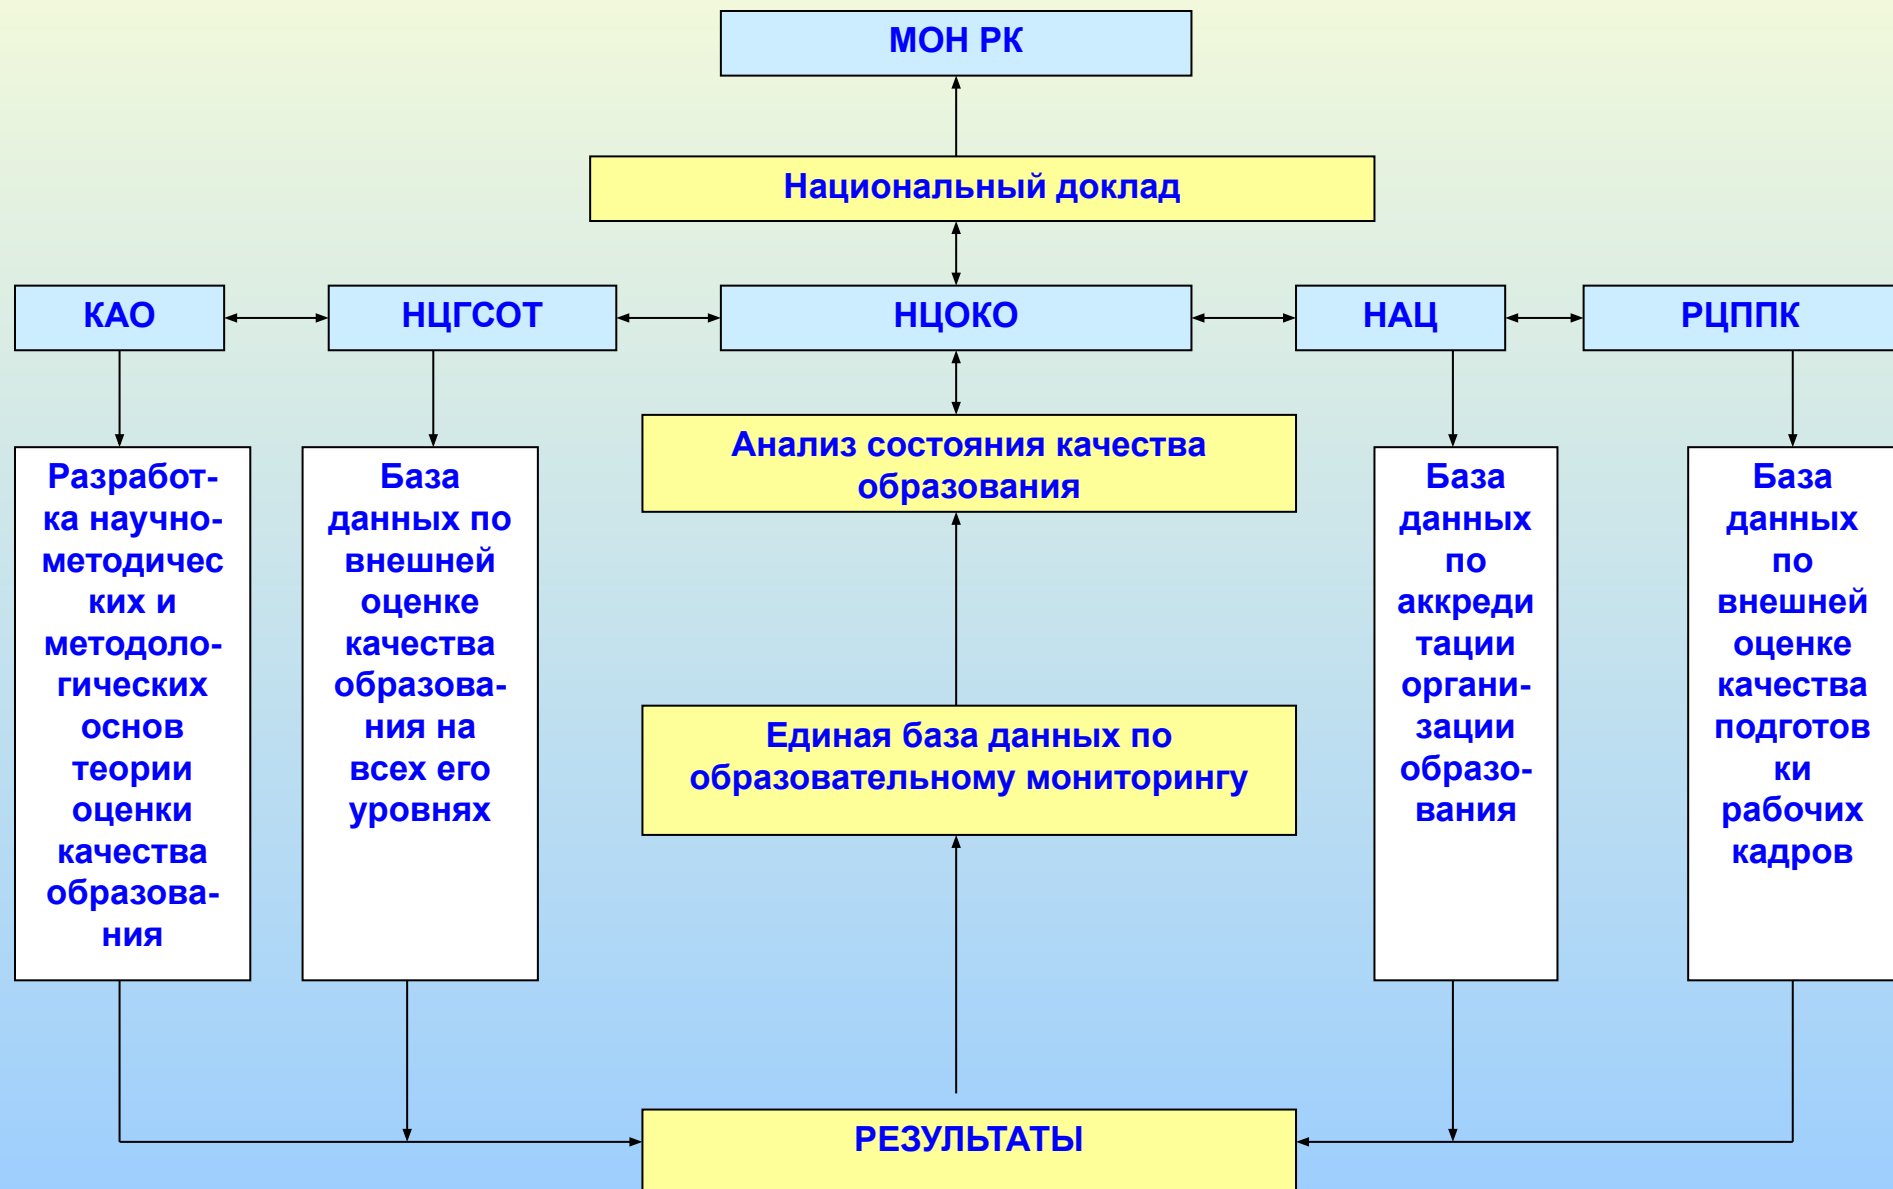 МОН РК
Национальный доклад
КАО
НЦГСОТ
НЦОКО
НАЦ
РЦППК
Анализ состояния качества
образования
Разработ-
ка научно-
методичес
ких и
методоло-
гических
основ
теории
оценки
качества
образова-
ния
База
данных по
внешней
оценке
качества
образова-
ния на
всех его
уровнях
Единая база данных по
образовательному мониторингу
База
данных
по
аккреди
тации
органи-
зации
образо-
вания
База
данных
по
внешней
оценке
качества
подготов
ки
рабочих
кадров
РЕЗУЛЬТАТЫ